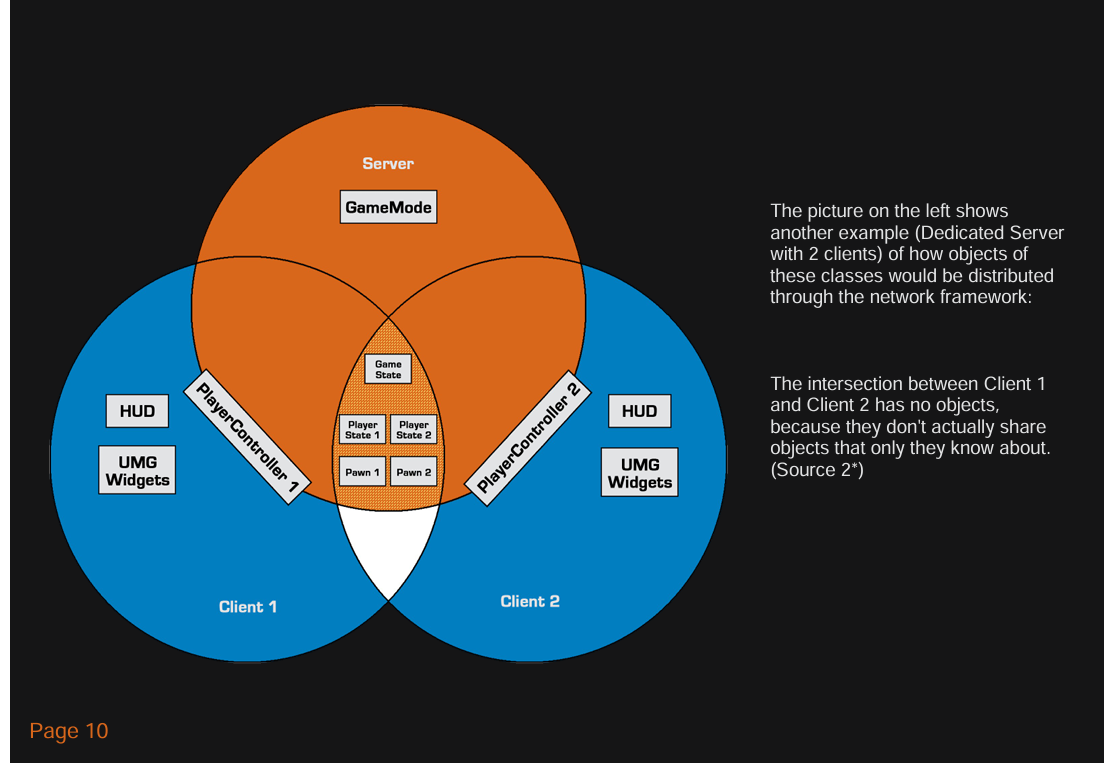 Server
GameMode
Game
State
Player
State 1
Player
State 2
Pawn 1
Pawn 2
PlayerController 1
PlayerController 2
HUD
UMG
Widgets
HUD
UMG
Widgets
Client 1
Client 2
The picture on the left shows
another example (Dedicated Server
with 2 clients) of how objects of
these classes would be distributed
through the network framework:
The intersection between Client 1
and Client 2 has no objects,
because they don't actually share
objects that only they know about.
(Source 2*)
Page 10